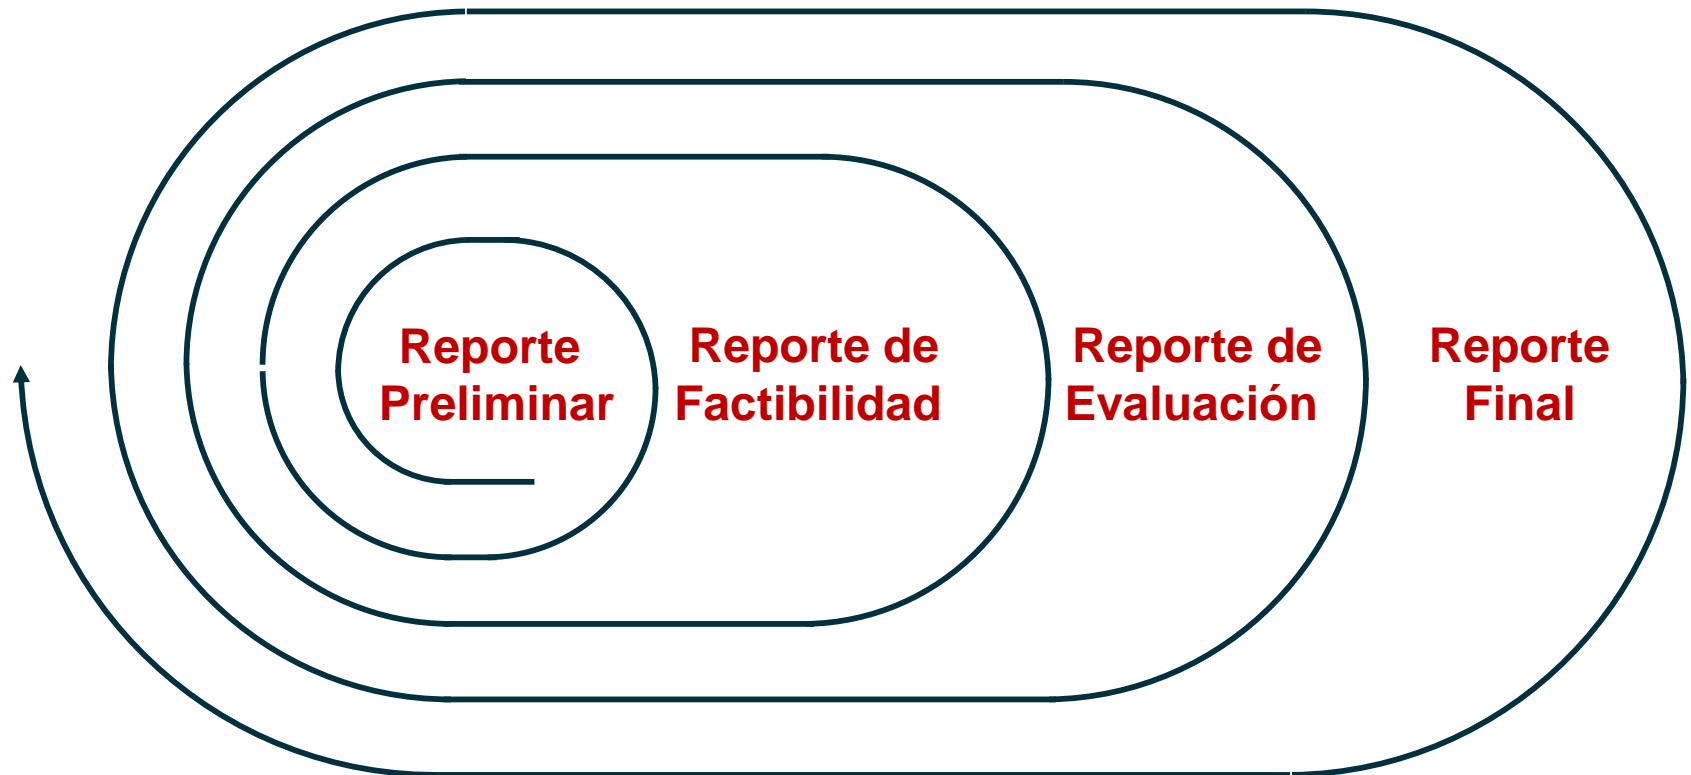 Reporte
Preliminar
Reporte de
Factibilidad
Reporte de
Evaluación
Reporte
Final